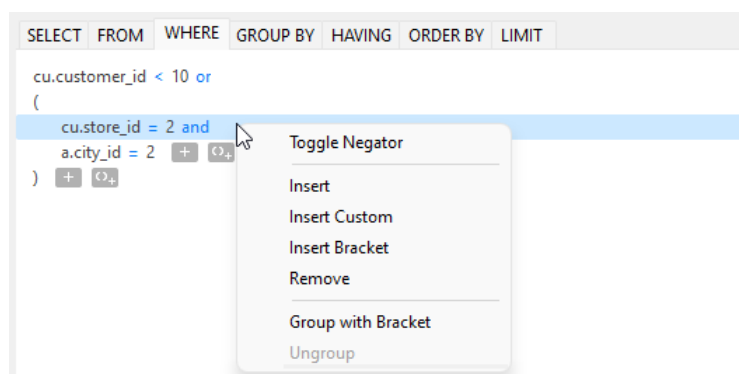 SELECT FROM WHERE GROUP BY HAVING ORDER BY LIMIT
cu.customer_id < 10 or
(
cu.store_id = 2 and
a.city_id = 2 + <>+
) + <>+
Toggle Negator
Insert
Insert Custom
Insert Bracket
Remove
Group with Bracket
Ungroup